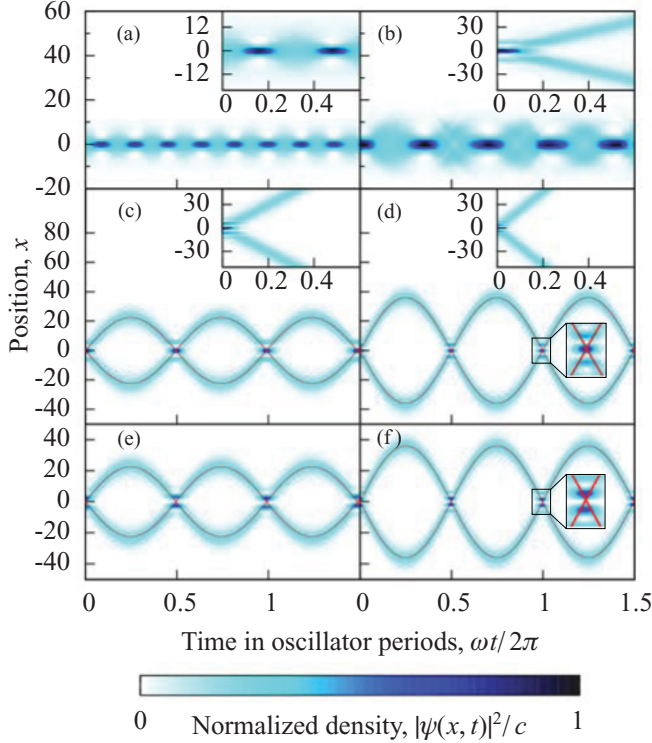 60
40
20
0
-20
(a)
12
0
-12
0 0.2 0.4
(b)
30
0
-30
0 0.2 0.4
80
60
40
20
0
-20
-40
(c)
30
0
-30
0 0.2 0.4
(d)
30
0
-30
0 0.2 0.4
40
20
0
-20
-40
(e)
(f)
0 0.5 1 0 0.5 1 1.5
Position, x
Time in oscillator periods, ωt/2π
0 Normalized density, |ψ(x, t)|²/c 1